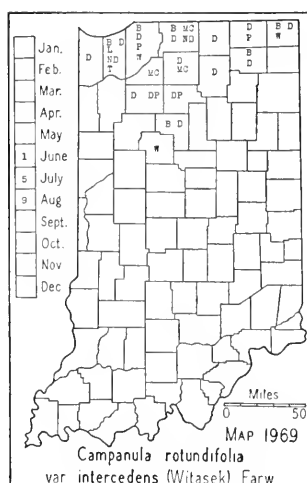 Jan.
Feb.
Mar.
Apr.
May
1 June
5 July
9 Aug
Sept.
Oct.
Nov
Dec
D
B D
L
ND
T
B
D
P
W
B MC
D ND
D
D
P
B D
W
MC
D
MC
D
B
D
D DP DP
B D
W
Miles
0 50
MAP 1969
Campanula rotundifolia
var intercedens (Witasek) Farw